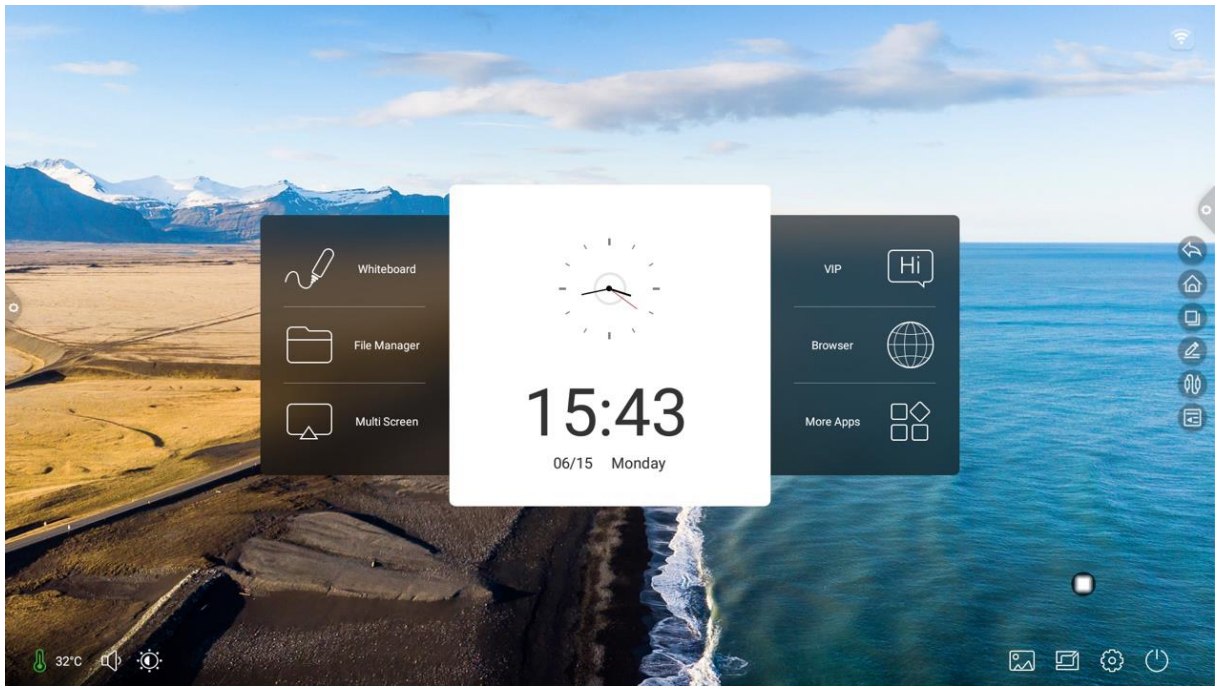 Whiteboard
File Manager
Multi Screen
15:43
06/15 Monday
VIP
Hi
Browser
More Apps
32°C